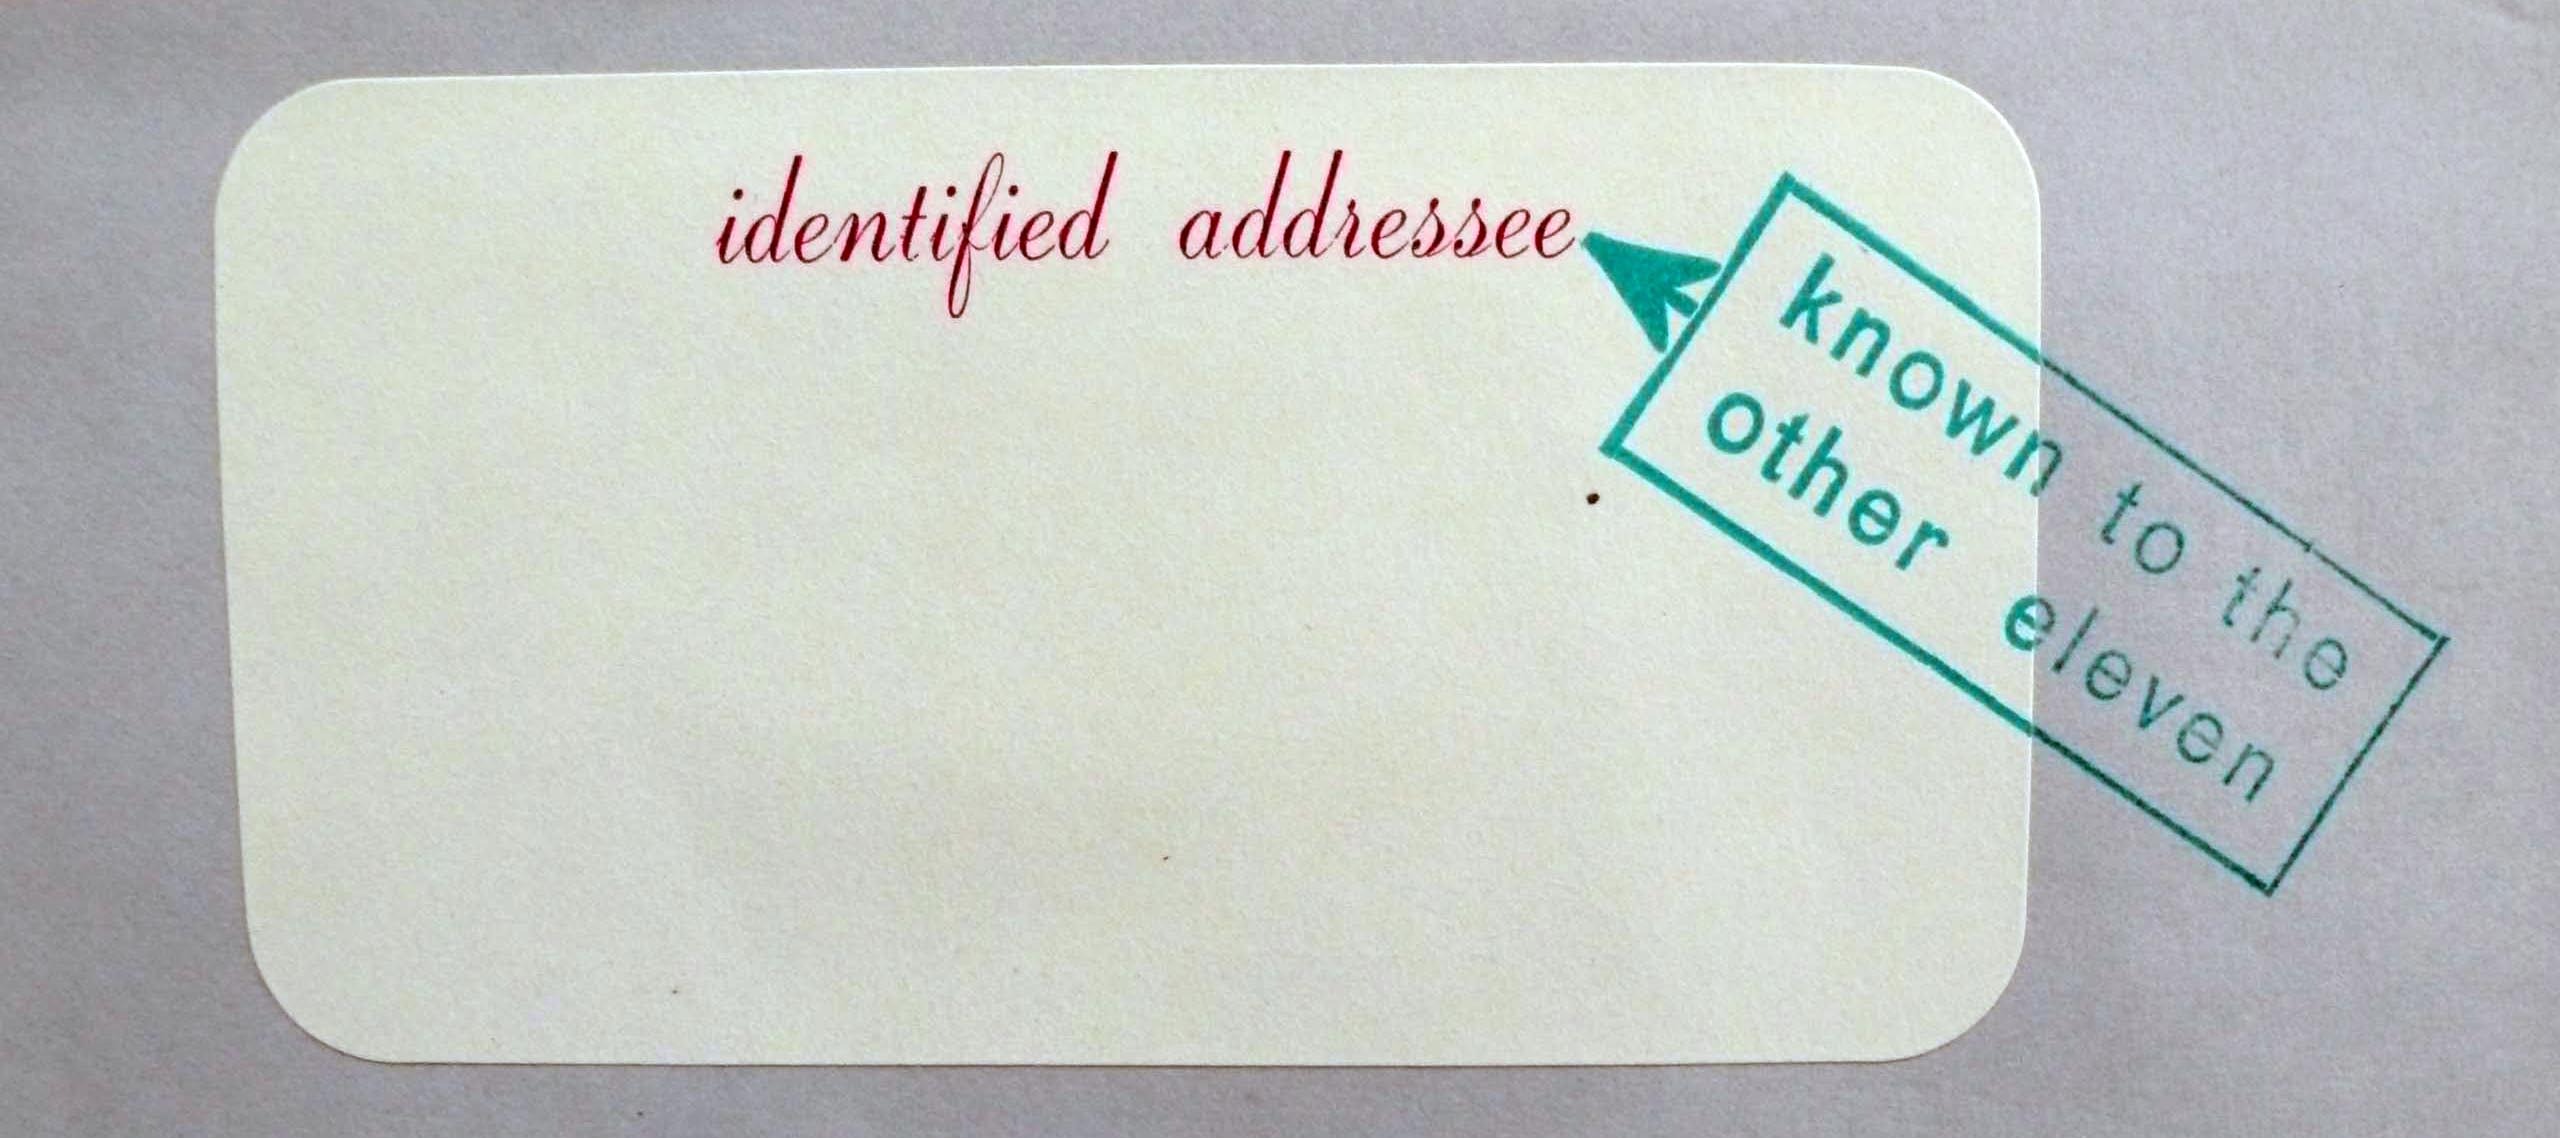 identified addressee
known to the
other eleven